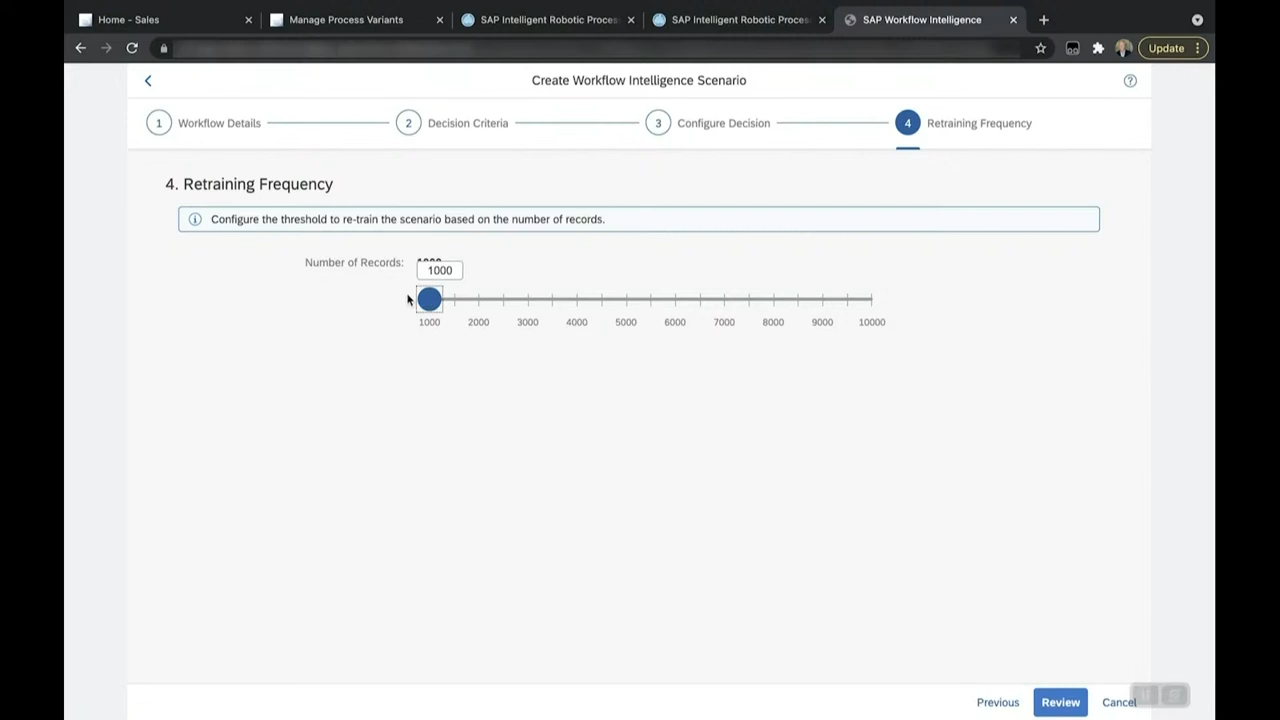 Home - Sales
Manage Process Variants
SAP Intelligent Robotic Proces
SAP Intelligent Robotic Proces
SAP Workflow Intelligence
Update
Create Workflow Intelligence Scenario
1 Workflow Details
2 Decision Criteria
3 Configure Decision
4 Retraining Frequency
4. Retraining Frequency
Configure the threshold to re-train the scenario based on the number of records.
Number of Records: 1000
1000
1000 2000 3000 4000 5000 6000 7000 8000 9000 10000
Previous Review Cancel